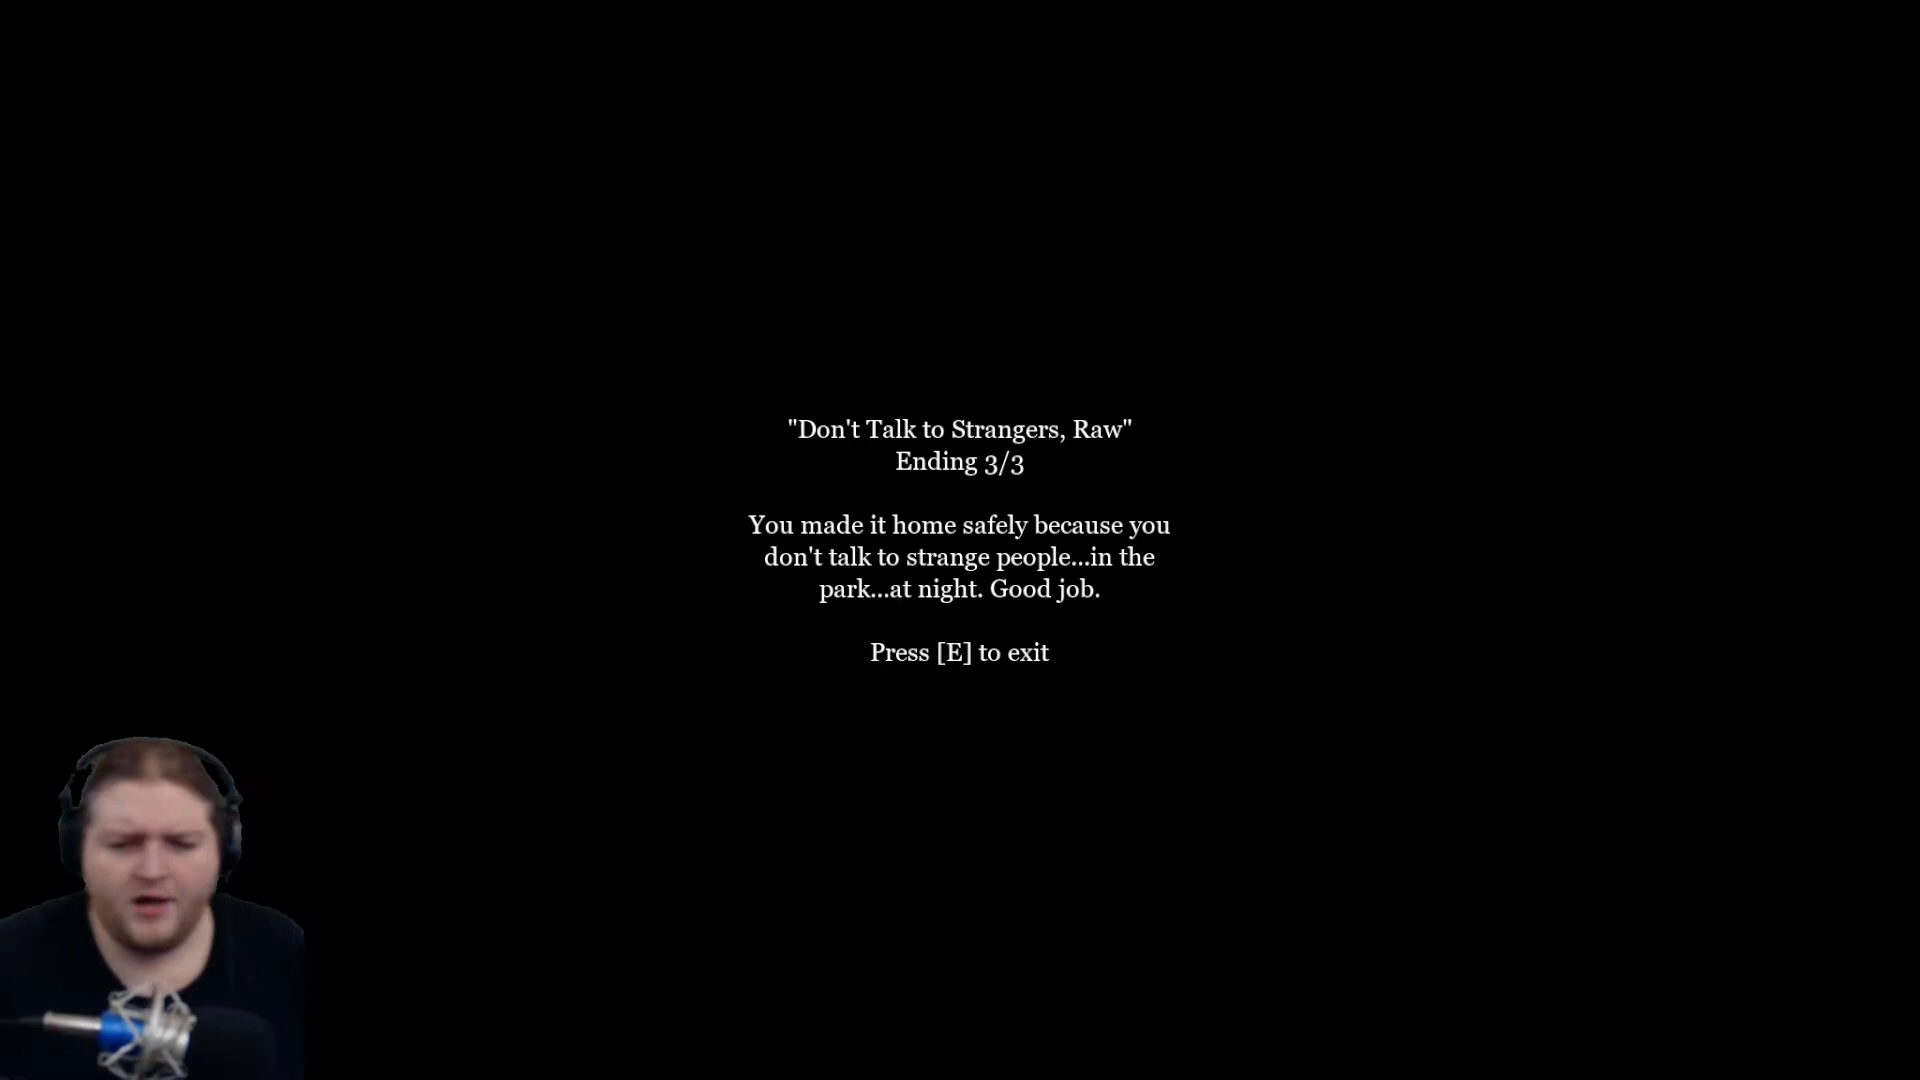 "Don't Talk to Strangers, Raw"
Ending 3/3
You made it home safely because you
don't talk to strange people...in the
park...at night. Good job.
Press [E] to exit